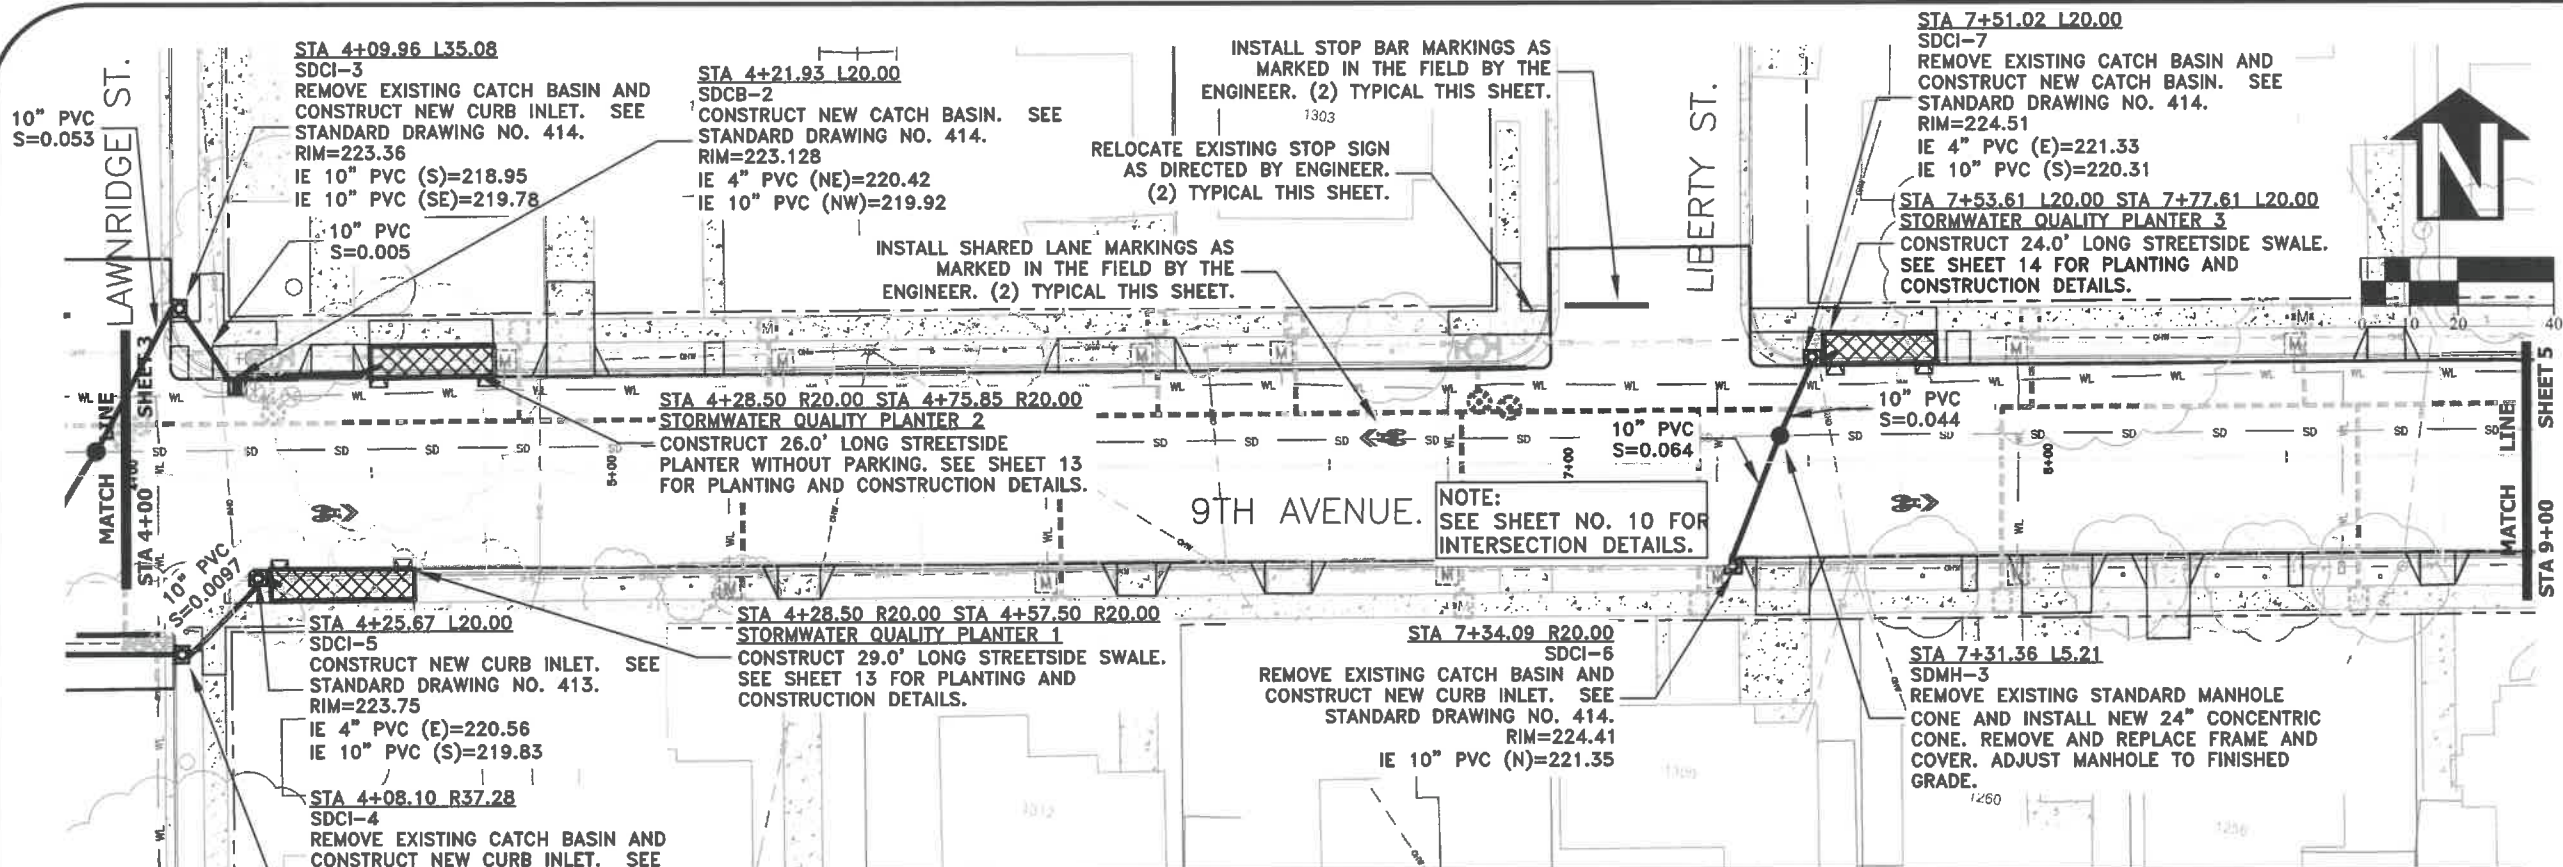 STA 4+09.96 L35.08
SDCI-3
REMOVE EXISTING CATCH BASIN AND
CONSTRUCT NEW CURB INLET. SEE
STANDARD DRAWING NO. 414.
RIM=223.36
IE 10" PVC (S)=218.95
IE 10" PVC (SE)=219.78
10" PVC
S=0.053
LAWNRIDGE ST.
10" PVC
S=0.005
STA 4+21.93 L20.00
SDCB-2
CONSTRUCT NEW CATCH BASIN. SEE
STANDARD DRAWING NO. 414.
RIM=223.128
IE 4" PVC (NE)=220.42
IE 10" PVC (NW)=219.92
INSTALL STOP BAR MARKINGS AS
MARKED IN THE FIELD BY THE
ENGINEER. (2) TYPICAL THIS SHEET.
1303
RELOCATE EXISTING STOP SIGN
AS DIRECTED BY ENGINEER.
(2) TYPICAL THIS SHEET.
INSTALL SHARED LANE MARKINGS AS
MARKED IN THE FIELD BY THE
ENGINEER. (2) TYPICAL THIS SHEET.
LIBERTY ST.
STA 7+51.02 L20.00
SDCI-7
REMOVE EXISTING CATCH BASIN AND
CONSTRUCT NEW CATCH BASIN. SEE
STANDARD DRAWING NO. 414.
RIM=224.51
IE 4" PVC (E)=221.33
IE 10" PVC (S)=220.31
STA 7+53.61 L20.00 STA 7+77.61 L20.00
STORMWATER QUALITY PLANTER 3
CONSTRUCT 24.0' LONG STREETSIDE SWALE.
SEE SHEET 14 FOR PLANTING AND
CONSTRUCTION DETAILS.
N
0 10 20 40
MATCH LINE
STA 4+00 SHEET 3
4+00
5+00
7+00
8+00
STA 4+28.50 R20.00 STA 4+75.85 R20.00
STORMWATER QUALITY PLANTER 2
CONSTRUCT 26.0' LONG STREETSIDE
PLANTER WITHOUT PARKING. SEE SHEET 13
FOR PLANTING AND CONSTRUCTION DETAILS.
10" PVC
S=0.064
10" PVC
S=0.044
9TH AVENUE.
NOTE:
SEE SHEET NO. 10 FOR
INTERSECTION DETAILS.
MATCH LINE
STA 9+00 SHEET 5
10" PVC
S=0.0097
STA 4+25.67 L20.00
SDCI-5
CONSTRUCT NEW CURB INLET. SEE
STANDARD DRAWING NO. 413.
RIM=223.75
IE 4" PVC (E)=220.56
IE 10" PVC (S)=219.83
STA 4+28.50 R20.00 STA 4+57.50 R20.00
STORMWATER QUALITY PLANTER 1
CONSTRUCT 29.0' LONG STREETSIDE SWALE.
SEE SHEET 13 FOR PLANTING AND
CONSTRUCTION DETAILS.
STA 7+34.09 R20.00
SDCI-6
REMOVE EXISTING CATCH BASIN AND
CONSTRUCT NEW CURB INLET. SEE
STANDARD DRAWING NO. 414.
RIM=224.41
IE 10" PVC (N)=221.35
STA 7+31.36 L5.21
SDMH-3
REMOVE EXISTING STANDARD MANHOLE
CONE AND INSTALL NEW 24" CONCENTRIC
CONE. REMOVE AND REPLACE FRAME AND
COVER. ADJUST MANHOLE TO FINISHED
GRADE.
1260
STA 4+08.10 R37.28
SDCI-4
REMOVE EXISTING CATCH BASIN AND
CONSTRUCT NEW CURB INLET. SEE